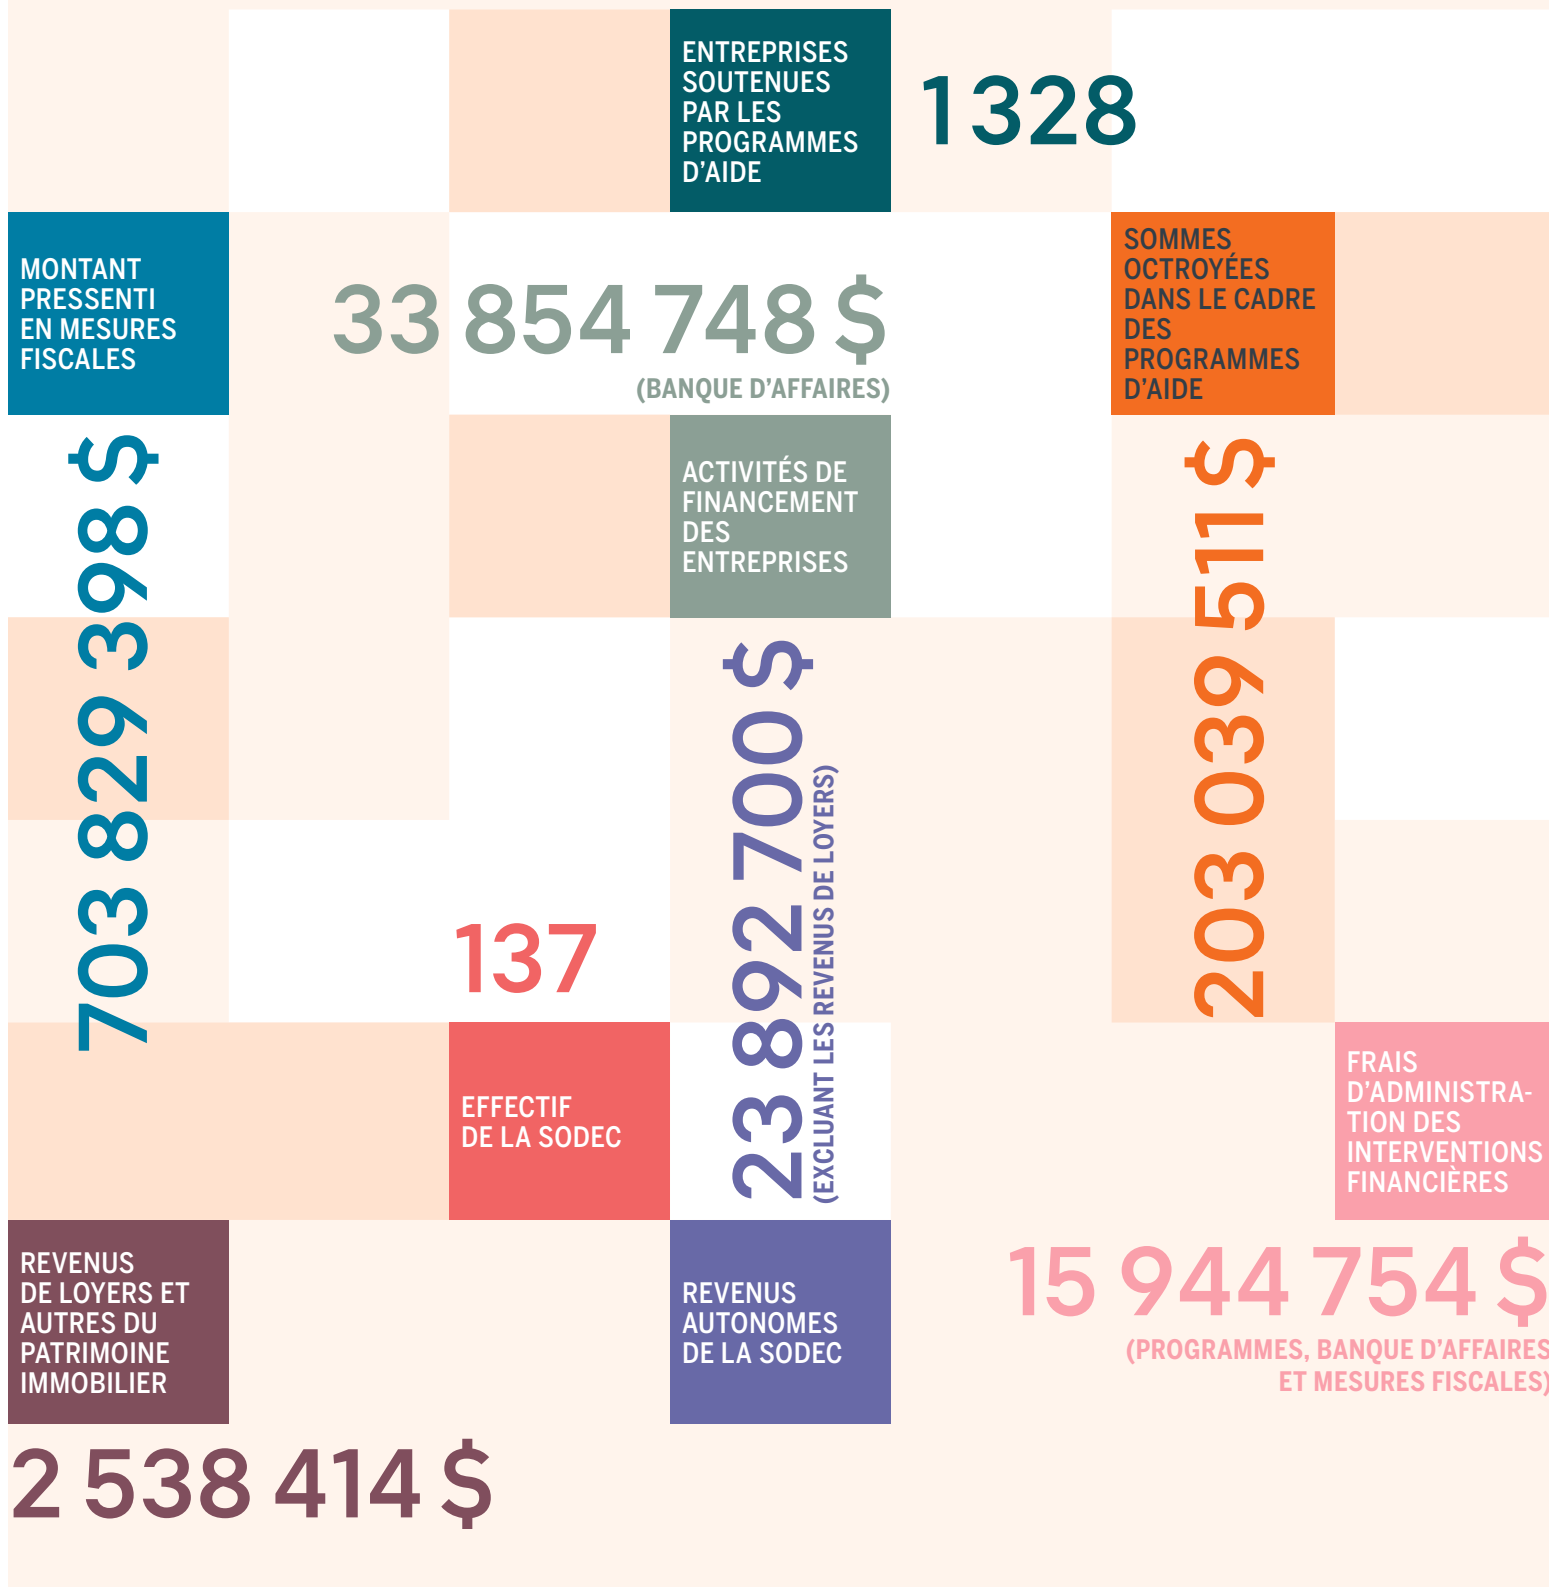 ENTREPRISES
SOUTENUES
PAR LES
PROGRAMMES
D'AIDE
1 328
MONTANT
PRESSENTI
EN MESURES
FISCALES
703 829 398 $
33 854 748 $
(BANQUE D'AFFAIRES)
ACTIVITÉS DE
FINANCEMENT
DES
ENTREPRISES
SOMMES
OCTROYÉES
DANS LE CADRE
DES
PROGRAMMES
D'AIDE
203 039 511 $
137
EFFECTIF
DE LA SODEC
23 892 700 $
(EXCLUANT LES REVENUS DE LOYERS)
REVENUS
AUTONOMES
DE LA SODEC
FRAIS
D'ADMINISTRA-
TION DES
INTERVENTIONS
FINANCIÈRES
15 944 754 $
(PROGRAMMES, BANQUE D'AFFAIRES
ET MESURES FISCALES)
REVENUS
DE LOYERS ET
AUTRES DU
PATRIMOINE
IMMOBILIER
2 538 414 $